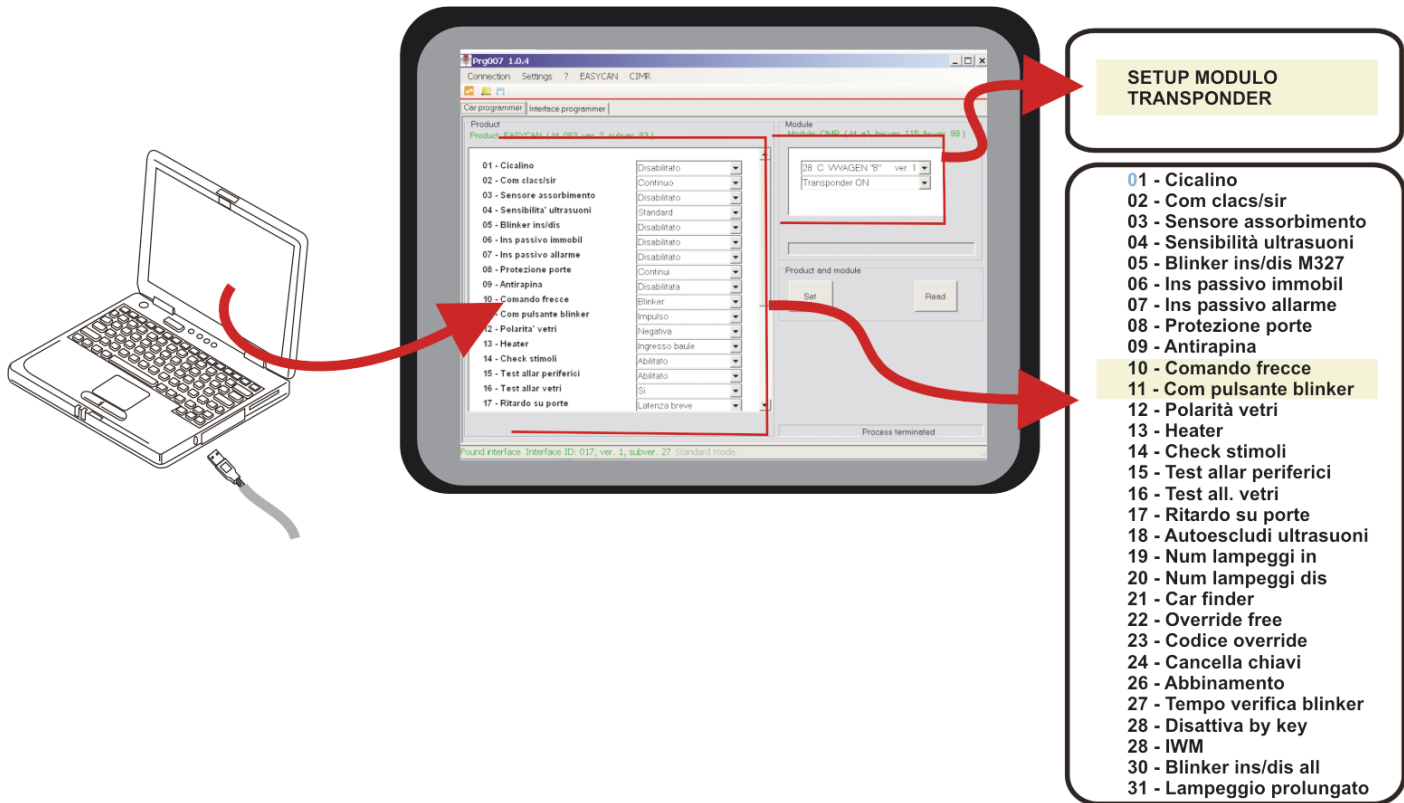 Prg007 1.0.4
Connection Settings ? EASYCAN CIMR
Car programmer Interface programmer
Product
Product: EASYCAN ( Id. 083, ver. 2, subver. 83 )
01 - Cicalino Disabilitato
02 - Com clacs/sir Continuo
03 - Sensore assorbimento Disabilitato
04 - Sensibilita' ultrasuoni Standard
05 - Blinker ins/dis Disabilitato
06 - Ins passivo immobil Disabilitato
07 - Ins passivo allarme Disabilitato
08 - Protezione porte Continui
09 - Antirapina Disabilitata
10 - Comando frecce Blinker
- Com pulsante blinker Impulso
12 - Polarita' vetri Negativa
13 - Heater Ingresso baule
14 - Check stimoli Abilitato
15 - Test allar periferici Abilitato
16 - Test allar vetri Si
17 - Ritardo su porte Latenza breve
Module
Module: CIMR
28 C VWAGEN "8" ver. 1
Transponder ON
Product and module
Set Read
Process terminated
Found interface Interface ID: 017, ver. 1, subver. 27 Standard mode.
SETUP MODULO
TRANSPONDER
01 - Cicalino
02 - Com clacs/sir
03 - Sensore assorbimento
04 - Sensibilità ultrasuoni
05 - Blinker ins/dis M327
06 - Ins passivo immobil
07 - Ins passivo allarme
08 - Protezione porte
09 - Antirapina
10 - Comando frecce
11 - Com pulsante blinker
12 - Polarità vetri
13 - Heater
14 - Check stimoli
15 - Test allar periferici
16 - Test all. vetri
17 - Ritardo su porte
18 - Autoescludi ultrasuoni
19 - Num lampeggi in
20 - Num lampeggi dis
21 - Car finder
22 - Override free
23 - Codice override
24 - Cancella chiavi
26 - Abbinamento
27 - Tempo verifica blinker
28 - Disattiva by key
28 - IWM
30 - Blinker ins/dis all
31 - Lampeggio prolungato